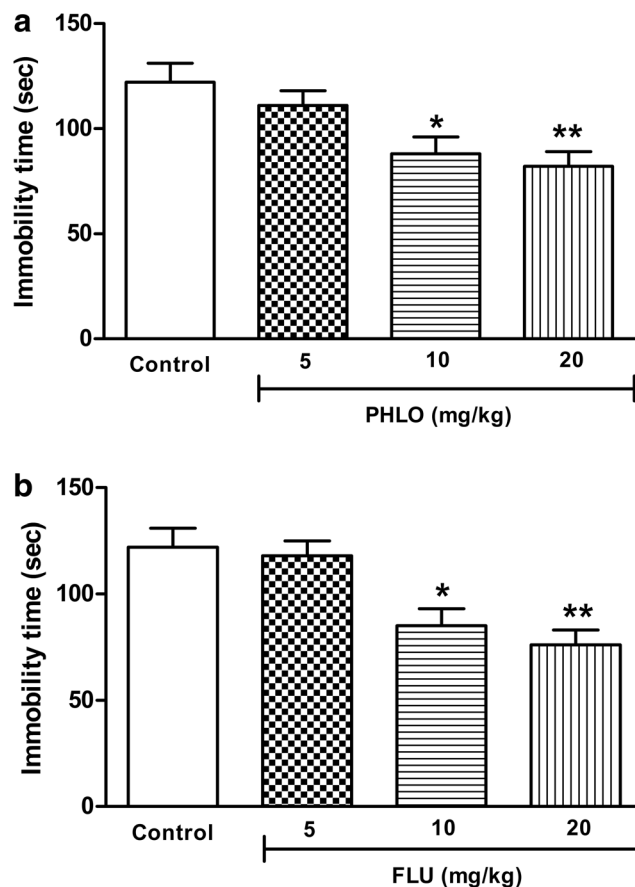 a
Immobility time (sec)
150
100
50
0
*
**
Control
5
10
20
PHLO (mg/kg)
b
Immobility time (sec)
150
100
50
0
*
**
Control
5
10
20
FLU (mg/kg)